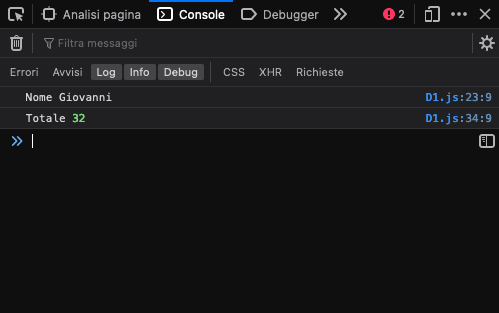 Analisi pagina Console Debugger 2
Filtra messaggi
Errori Avvisi Log Info Debug CSS XHR Richieste
Nome Giovanni D1.js:23:9
Totale 32 D1.js:34:9